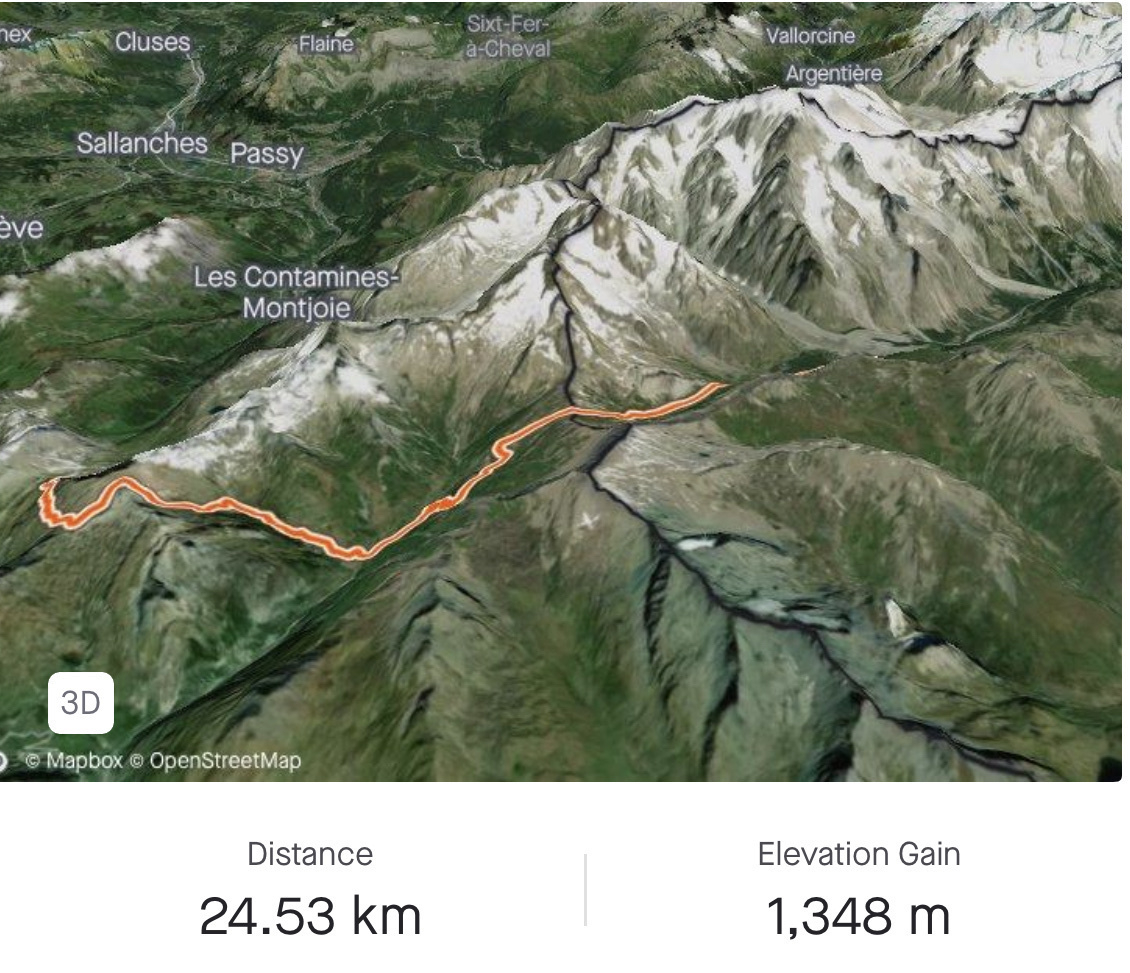 nex
Cluses
Flaine
Sixt-Fer-
à-Cheval
Vallorcine
Argentière
Sallanches
Passy
ève
Les Contamines-
Montjoie
3D
© Mapbox © OpenStreetMap
Distance
24.53 km
Elevation Gain
1,348 m